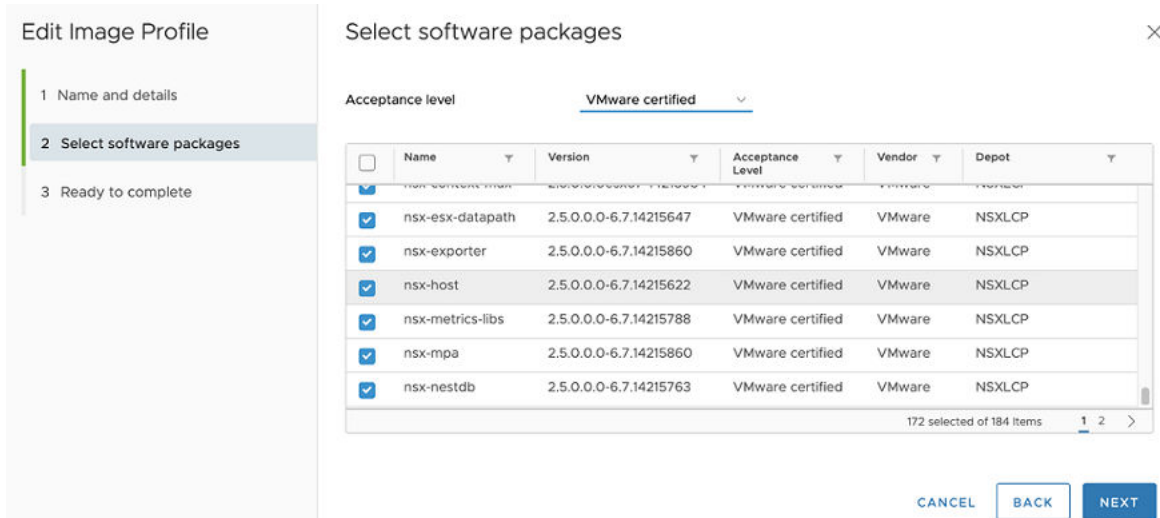 Edit Image Profile
1 Name and details
2 Select software packages
3 Ready to complete
Select software packages
Acceptance level VMware certified
Name Version Acceptance Level Vendor Depot
nsx-esx-datapath 2.5.0.0.0-6.7.14215647 VMware certified VMware NSXLCP
nsx-exporter 2.5.0.0.0-6.7.14215860 VMware certified VMware NSXLCP
nsx-host 2.5.0.0.0-6.7.14215622 VMware certified VMware NSXLCP
nsx-metrics-libs 2.5.0.0.0-6.7.14215788 VMware certified VMware NSXLCP
nsx-mpa 2.5.0.0.0-6.7.14215860 VMware certified VMware NSXLCP
nsx-nestdb 2.5.0.0.0-6.7.14215763 VMware certified VMware NSXLCP
172 selected of 184 Items 1 2
CANCEL BACK NEXT